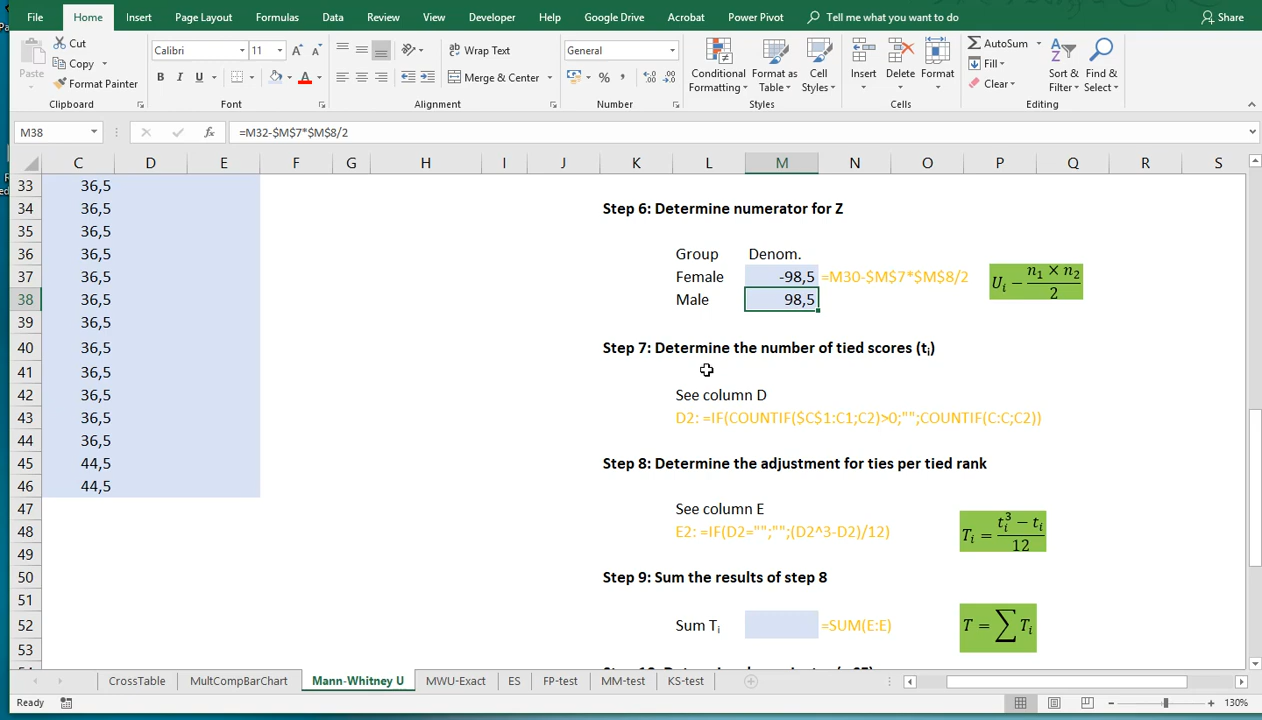 File Home Insert Page Layout Formulas Data Review View Developer Help Google Drive Acrobat Power Pivot Tell me what you want to do Share
Paste Cut Copy Format Painter Clipboard
Calibri 11 B I U Font
Wrap Text Merge & Center Alignment
General % Number
Conditional Formatting Format as Table Cell Styles Styles
Insert Delete Format Cells
AutoSum Fill Clear Sort & Filter Find & Select Editing
M38 fx =M32-$M$7*$M$8/2
C D E F G H I J K L M N O P Q R S
33 36,5
34 36,5 Step 6: Determine numerator for Z
35 36,5
36 36,5 Group Denom.
37 36,5 Female -98,5 =M30-$M$7*$M$8/2 Ui − n1 × n2 / 2
38 36,5 Male 98,5
39 36,5
40 36,5 Step 7: Determine the number of tied scores (ti)
41 36,5
42 36,5 See column D
43 36,5 D2: =IF(COUNTIF($C$1:C1;C2)>0;"";COUNTIF(C:C;C2))
44 36,5
45 44,5 Step 8: Determine the adjustment for ties per tied rank
46 44,5
47 See column E
48 E2: =IF(D2="";"";(D2^3-D2)/12) Ti = ti3 − ti / 12
49
50 Step 9: Sum the results of step 8
51
52 Sum Ti =SUM(E:E) T = ∑ Ti
53
CrossTable MultCompBarChart Mann-Whitney U MWU-Exact ES FP-test MM-test KS-test
Ready 130%